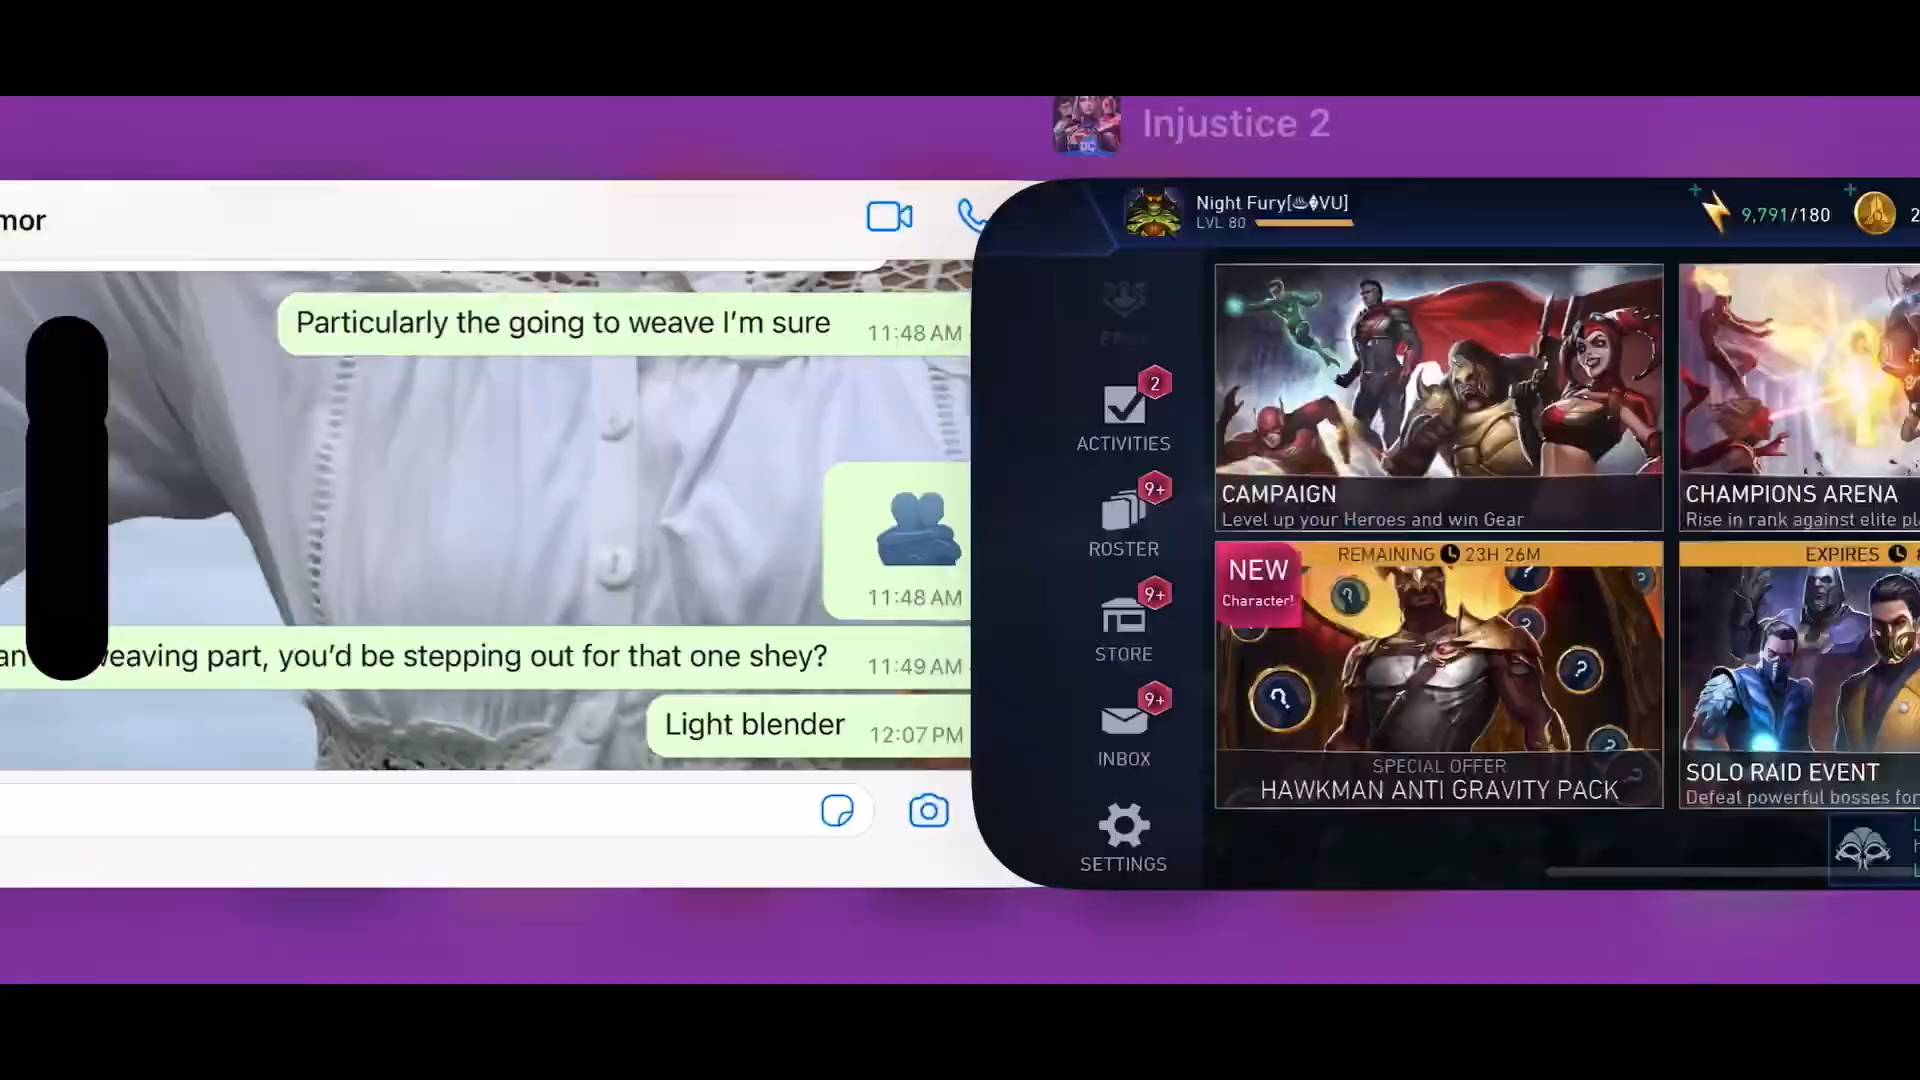 Injustice 2
mor
Particularly the going to weave I'm sure
11:48 AM
11:48 AM
an
eaving part, you'd be stepping out for that one shey?
11:49 AM
Light blender
12:07 PM
Night Fury[♨♦VU]
LVL 80
9,791/180
2
2
ACTIVITIES
9+
ROSTER
9+
STORE
9+
INBOX
SETTINGS
CAMPAIGN
Level up your Heroes and win Gear
CHAMPIONS ARENA
Rise in rank against elite pl
NEW
Character!
REMAINING 23H 26M
SPECIAL OFFER
HAWKMAN ANTI GRAVITY PACK
EXPIRES
SOLO RAID EVENT
Defeat powerful bosses for